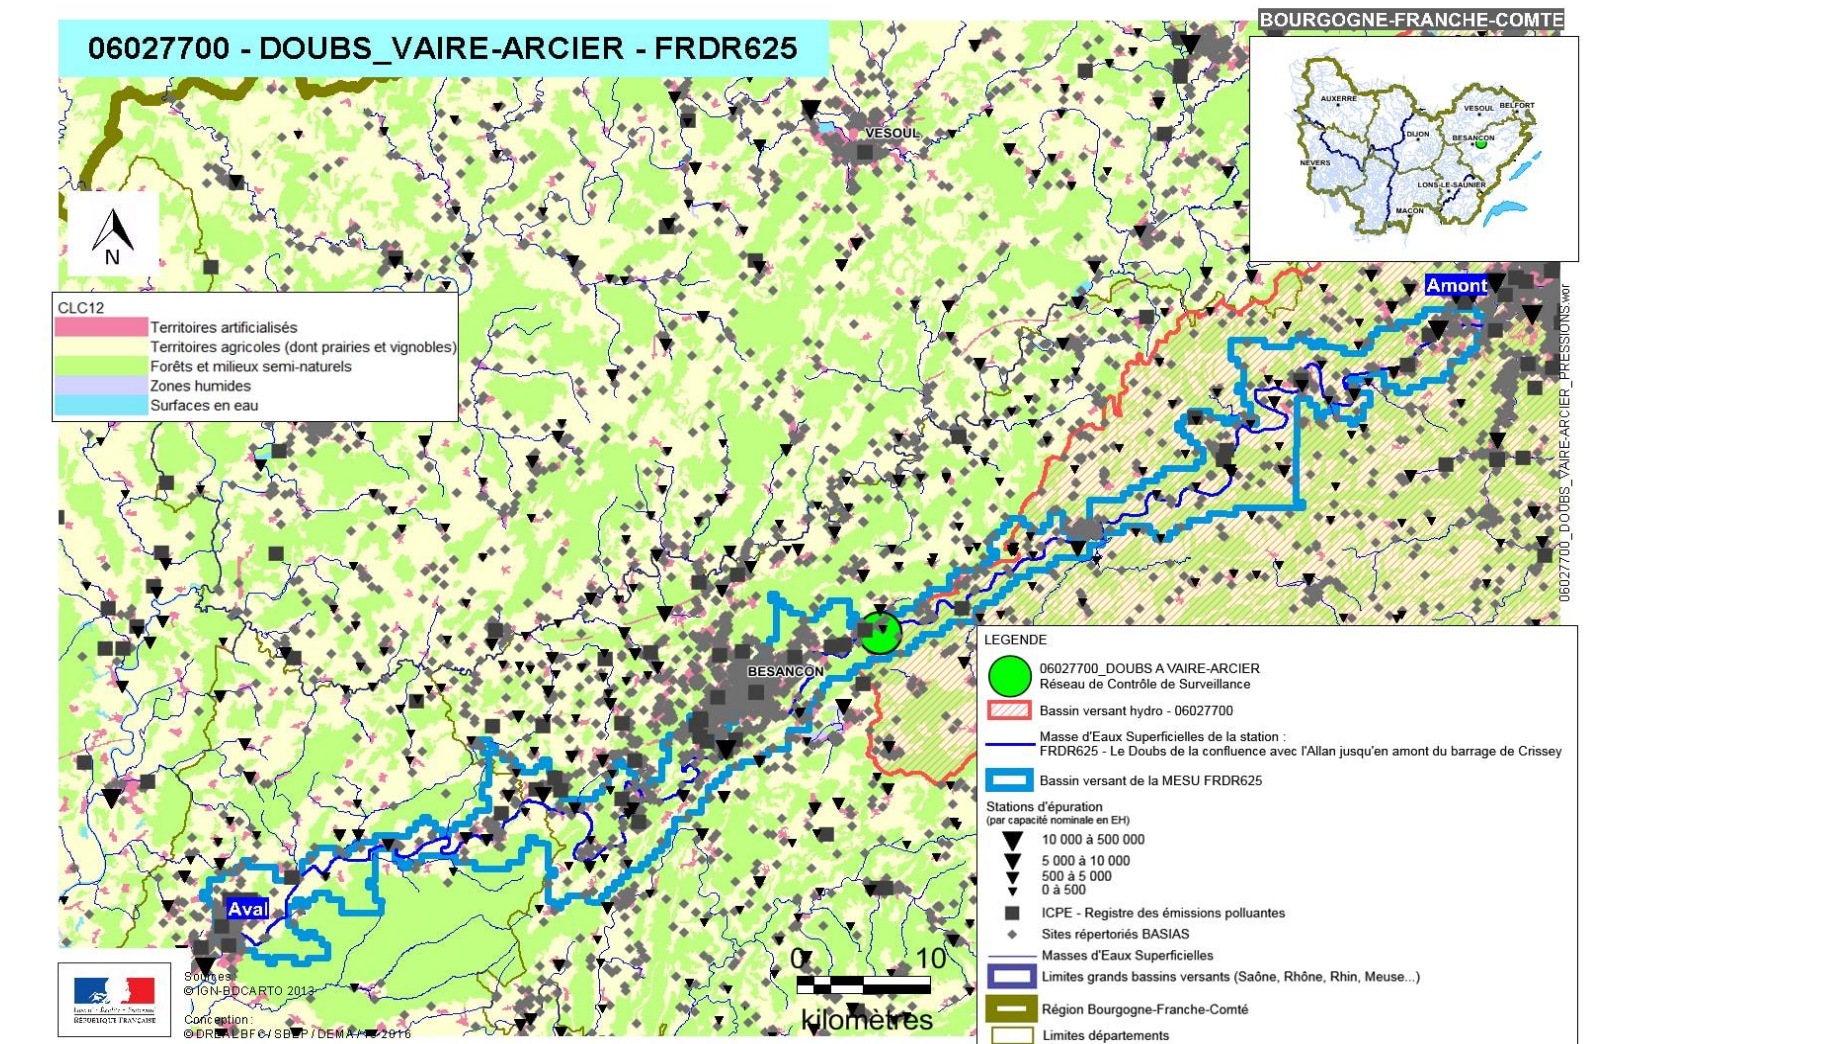 BOURGOGNE-FRANCHE-COMTE
06027700 - DOUBS_VAIRE-ARCIER - FRDR625
AUXERRE
VESOUL
BELFORT
DIJON
BESANCON
NEVERS
LONS-LE-SAUNIER
MACON
VESOUL
N
Amont
CLC12
Territoires artificialisés
Territoires agricoles (dont prairies et vignobles)
Forêts et milieux semi-naturels
Zones humides
Surfaces en eau
06027700_DOUBS_VAIRE-ARCIER_PRESSIONS.wor
BESANCON
Aval
LEGENDE
06027700_DOUBS A VAIRE-ARCIER
Réseau de Contrôle de Surveillance
Bassin versant hydro - 06027700
Masse d'Eaux Superficielles de la station :
FRDR625 - Le Doubs de la confluence avec l'Allan jusqu'en amont du barrage de Crissey
Bassin versant de la MESU FRDR625
Stations d'épuration
(par capacité nominale en EH)
10 000 à 500 000
5 000 à 10 000
500 à 5 000
0 à 500
ICPE - Registre des émissions polluantes
Sites répertoriés BASIAS
Masses d'Eaux Superficielles
Limites grands bassins versants (Saône, Rhône, Rhin, Meuse...)
Région Bourgogne-Franche-Comté
Limites départements
0 10
kilomètres
RÉPUBLIQUE FRANÇAISE
Sources
© IGN-BDCARTO 2013
Conception :
© DREAL BFC / SBEP / DEMA / 2016